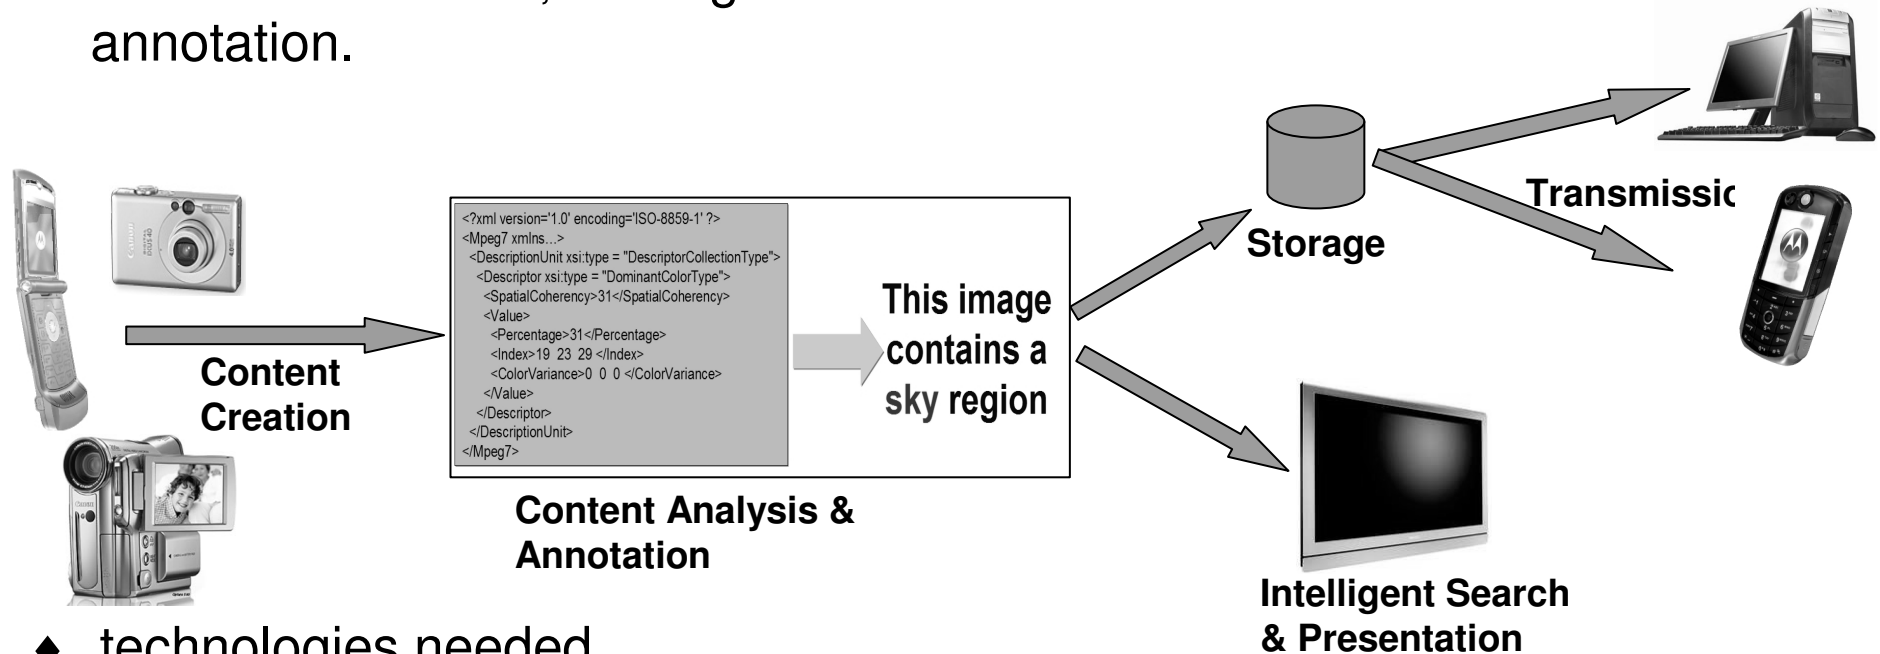 annotation.
<?xml version='1.0' encoding='ISO-8859-1' ?>
<Mpeg7 xmlns...>
<DescriptionUnit xsi:type = "DescriptorCollectionType">
<Descriptor xsi:type = "DominantColorType">
<SpatialCoherency>31</SpatialCoherency>
<Value>
<Percentage>31</Percentage>
<Index>19 23 29 </Index>
<ColorVariance>0 0 0 </ColorVariance>
</Value>
</Descriptor>
</DescriptionUnit>
</Mpeg7>
This image
contains a
sky region
Content
Creation
Content Analysis &
Annotation
Storage
Transmissic
Intelligent Search
& Presentation
technologies needed